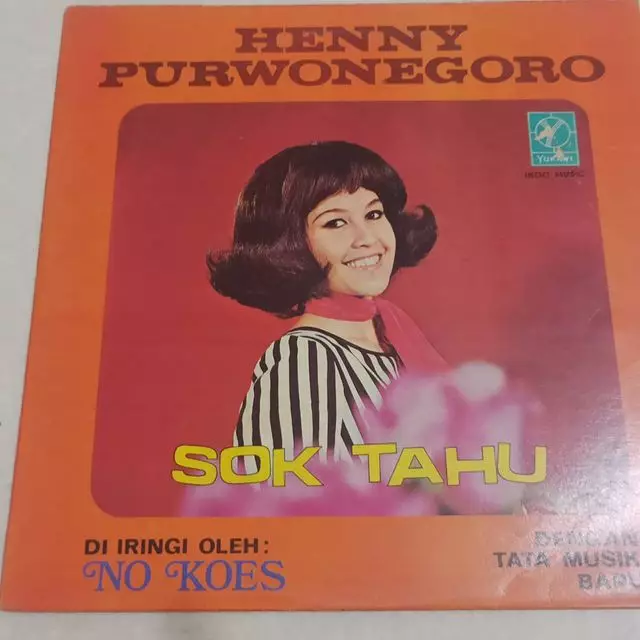 HENNY
PURWONEGORO
YUKAWI
INDO MUSIC
SOK TAHU
DI IRINGI OLEH:
NO KOES
DENGAN
TATA MUSIK
BARU